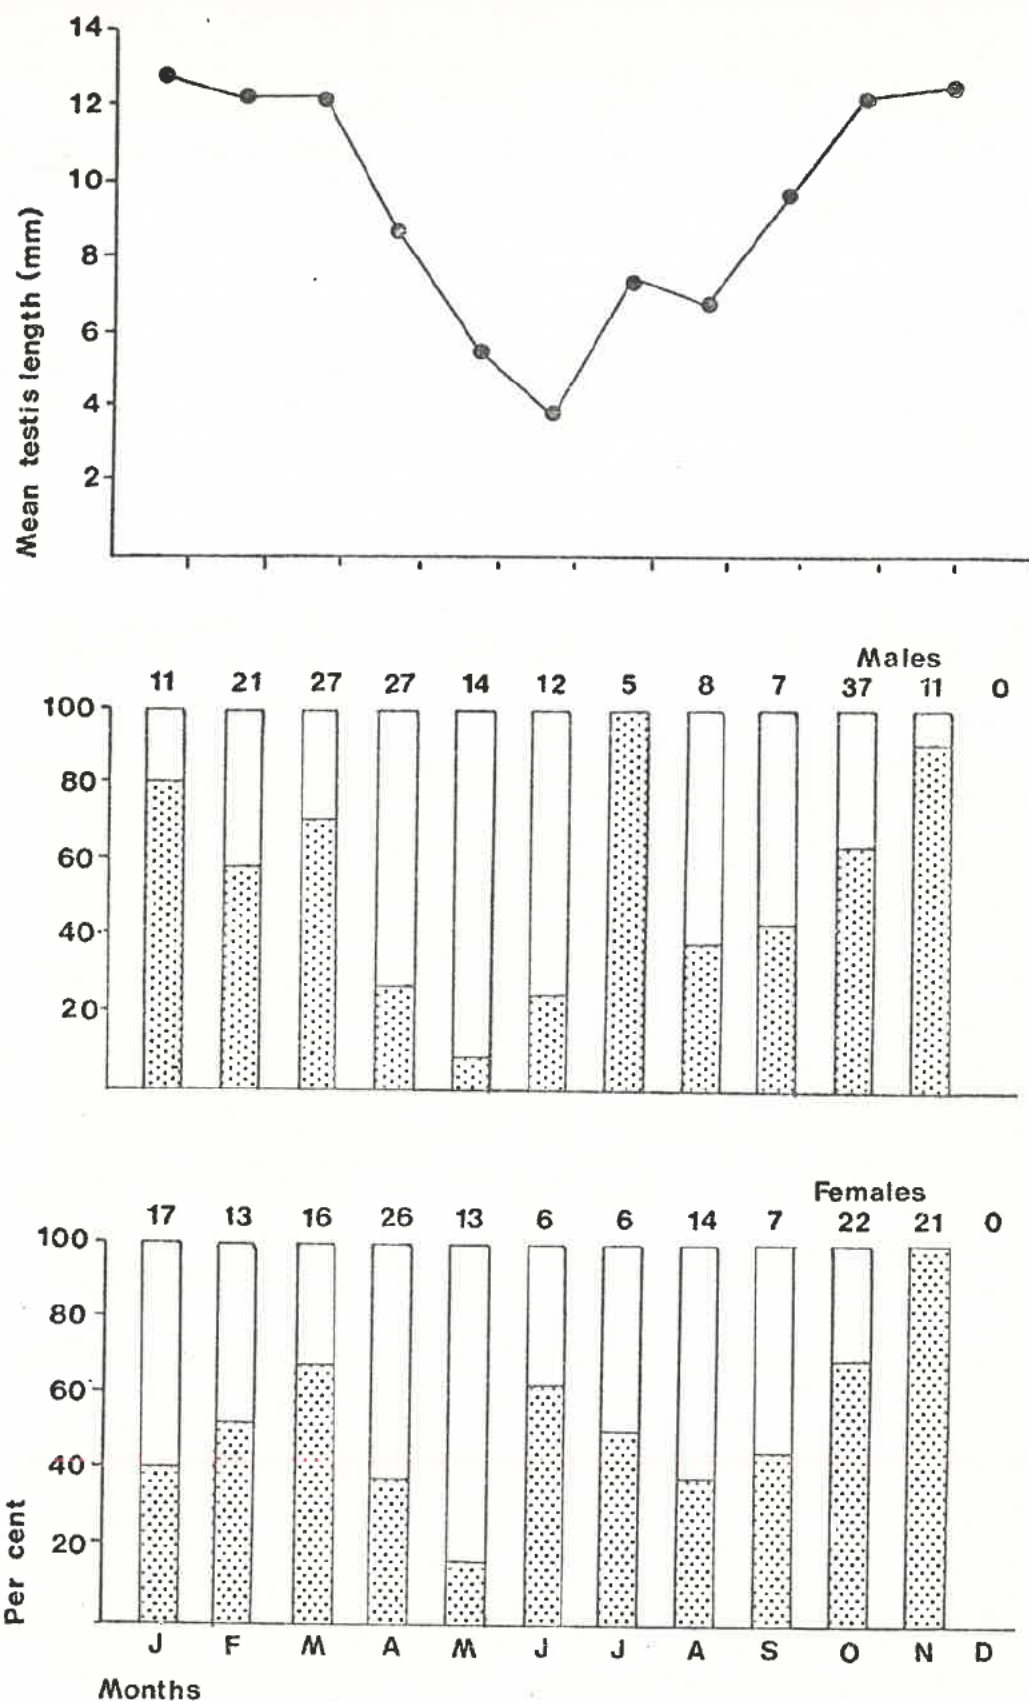 14
12
10
8
6
4
2
Mean testis length (mm)
Males
11 21 27 27 14 12 5 8 7 37 11 0
100
80
60
40
20
Females
17 13 16 26 13 6 6 14 7 22 21 0
100
80
60
40
20
Per cent
J F M A M J J A S O N D
Months